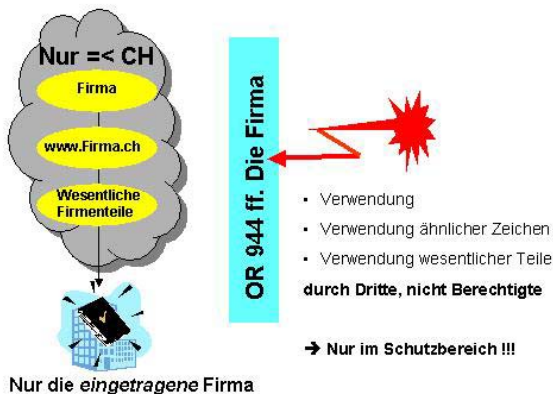 Nur =< CH
Firma
www.Firma.ch
Wesentliche
Firmenteile
Nur die eingetragene Firma
OR 944 ff. Die Firma
• Verwendung
• Verwendung ähnlicher Zeichen
• Verwendung wesentlicher Teile
durch Dritte, nicht Berechtigte
➔ Nur im Schutzbereich !!!